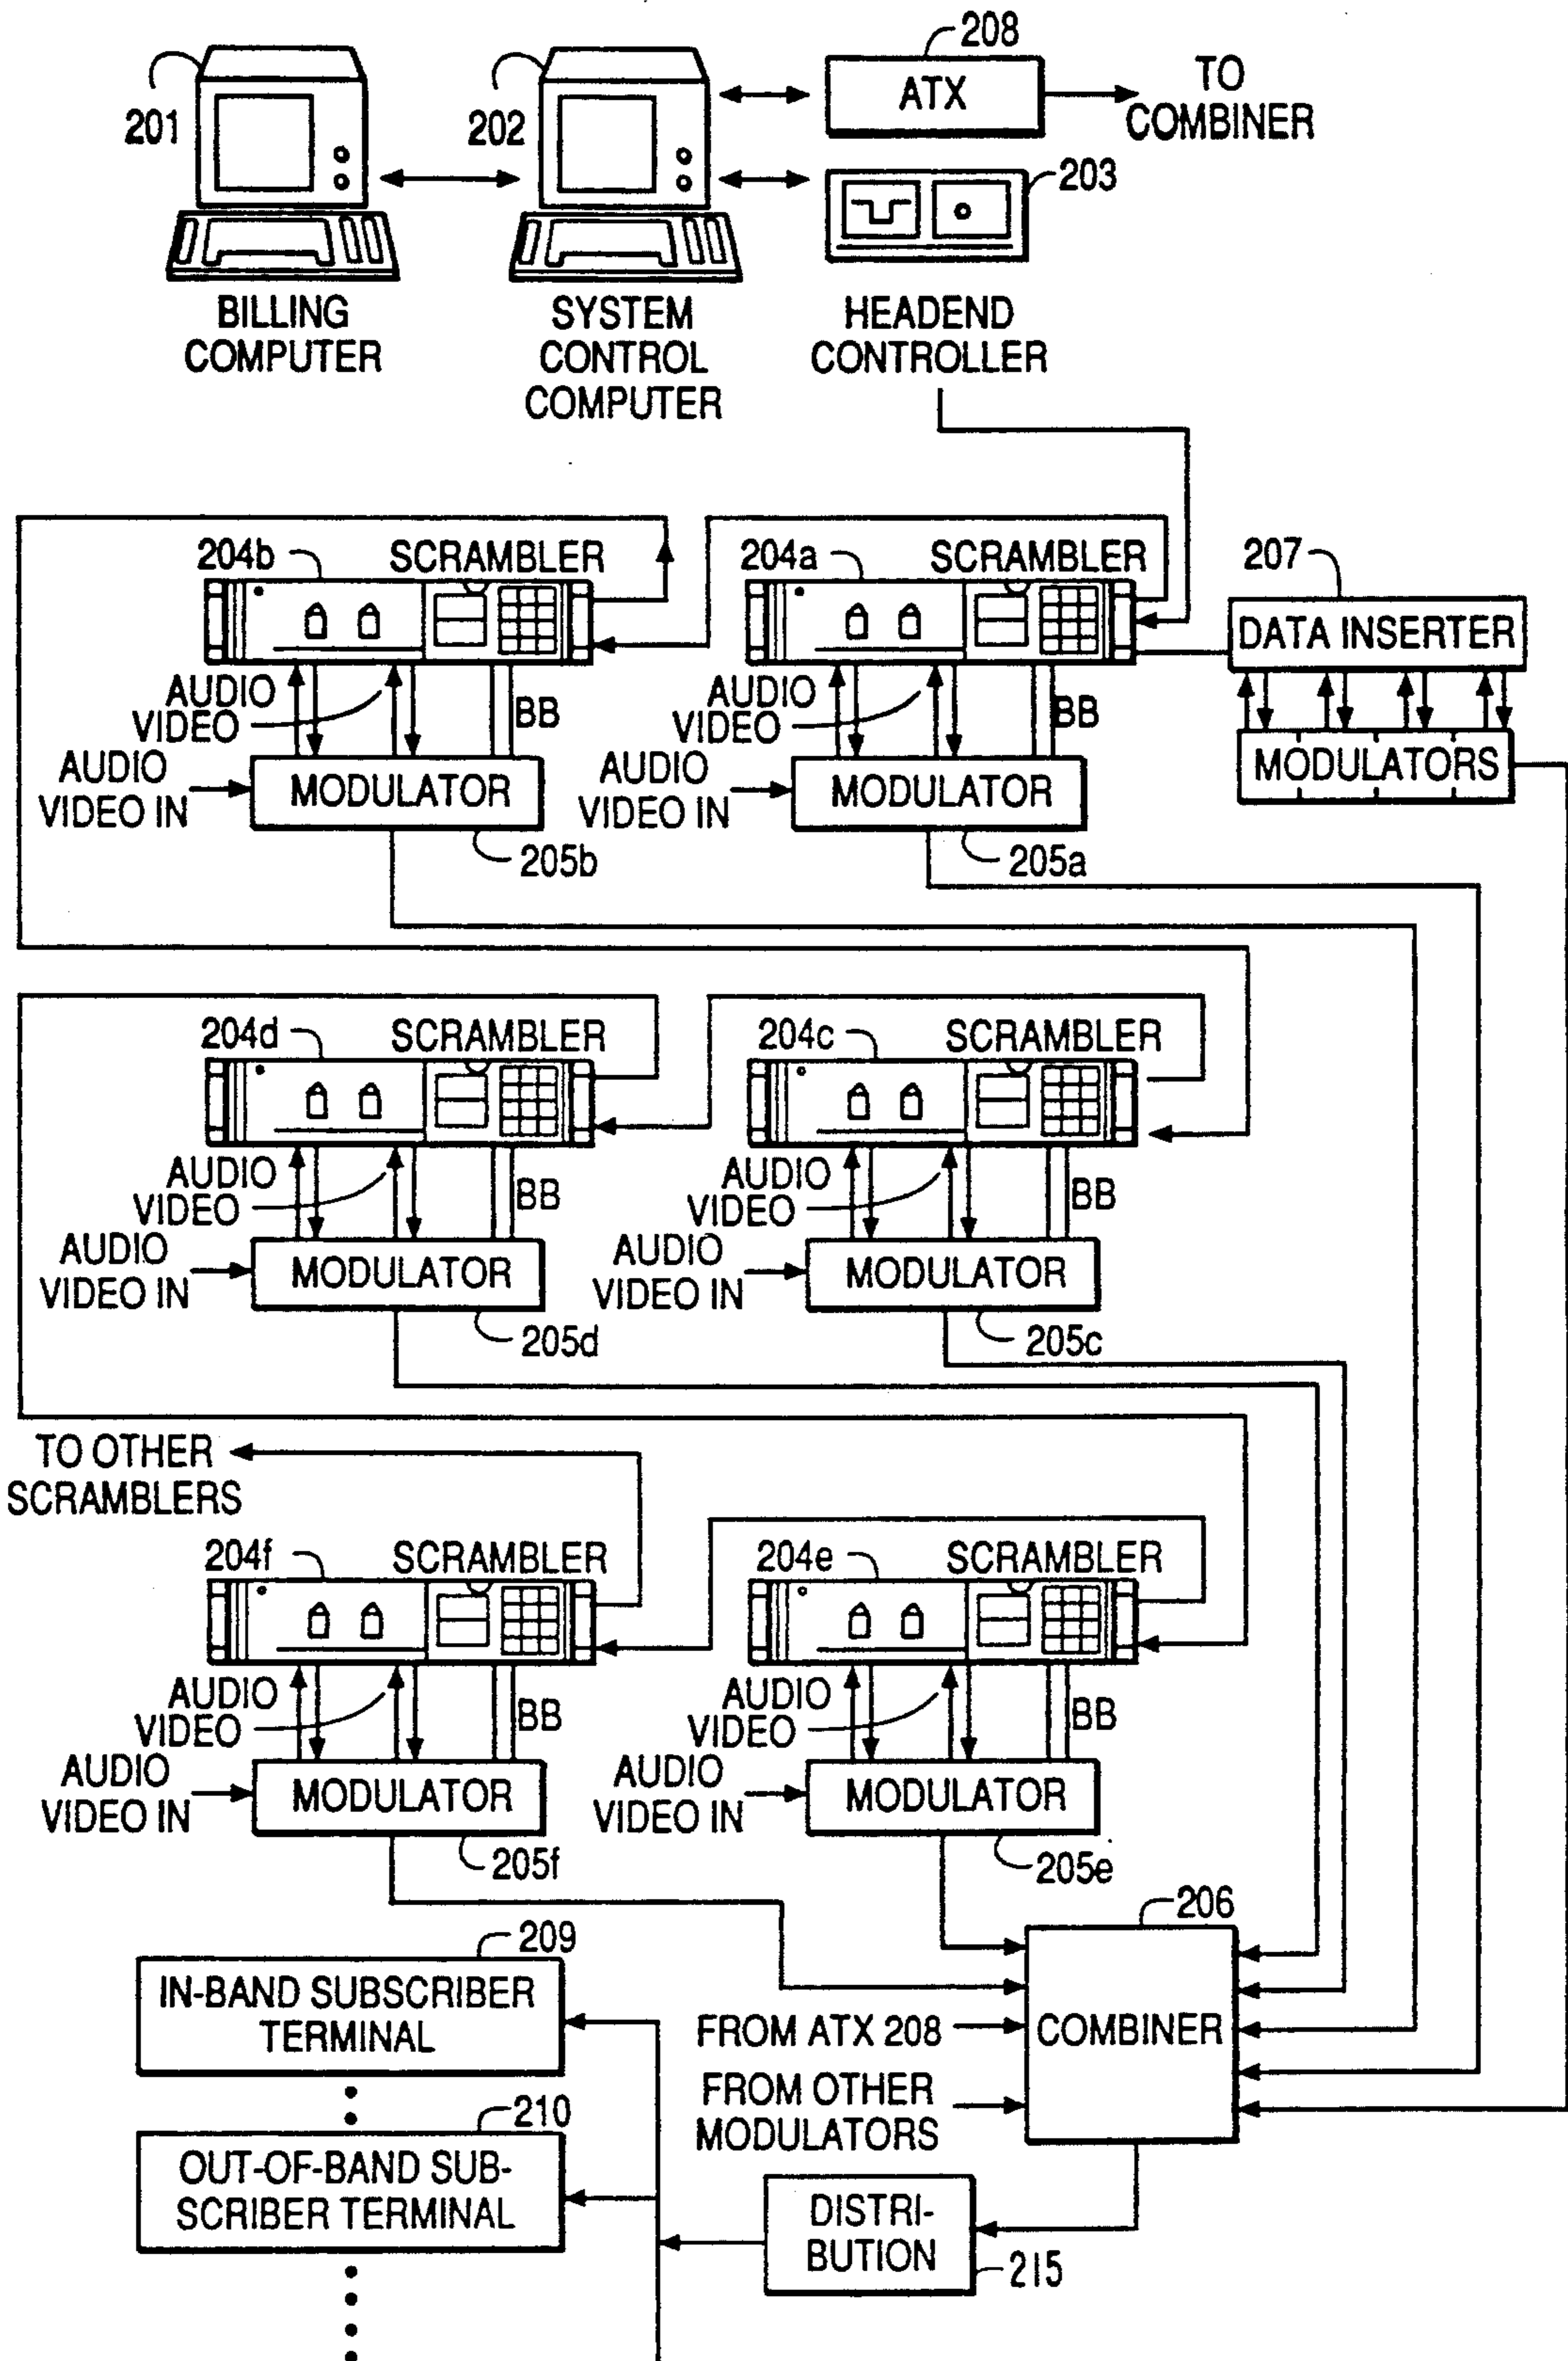 208
ATX
TO
COMBINER
201
202
203
BILLING
COMPUTER
SYSTEM
CONTROL
COMPUTER
HEADEND
CONTROLLER
204b
SCRAMBLER
204a
SCRAMBLER
207
DATA INSERTER
AUDIO
VIDEO
BB
AUDIO
VIDEO
BB
AUDIO
VIDEO IN
MODULATOR
AUDIO
VIDEO IN
MODULATOR
MODULATORS
205b
205a
204d
SCRAMBLER
204c
SCRAMBLER
AUDIO
VIDEO
BB
AUDIO
VIDEO
BB
AUDIO
VIDEO IN
MODULATOR
AUDIO
VIDEO IN
MODULATOR
205d
205c
TO OTHER
SCRAMBLERS
204f
SCRAMBLER
204e
SCRAMBLER
AUDIO
VIDEO
BB
AUDIO
VIDEO
BB
AUDIO
VIDEO IN
MODULATOR
AUDIO
VIDEO IN
MODULATOR
205f
205e
206
209
IN-BAND SUBSCRIBER
TERMINAL
FROM ATX 208
COMBINER
FROM OTHER
MODULATORS
210
OUT-OF-BAND SUB-
SCRIBER TERMINAL
DISTRI-
BUTION
215